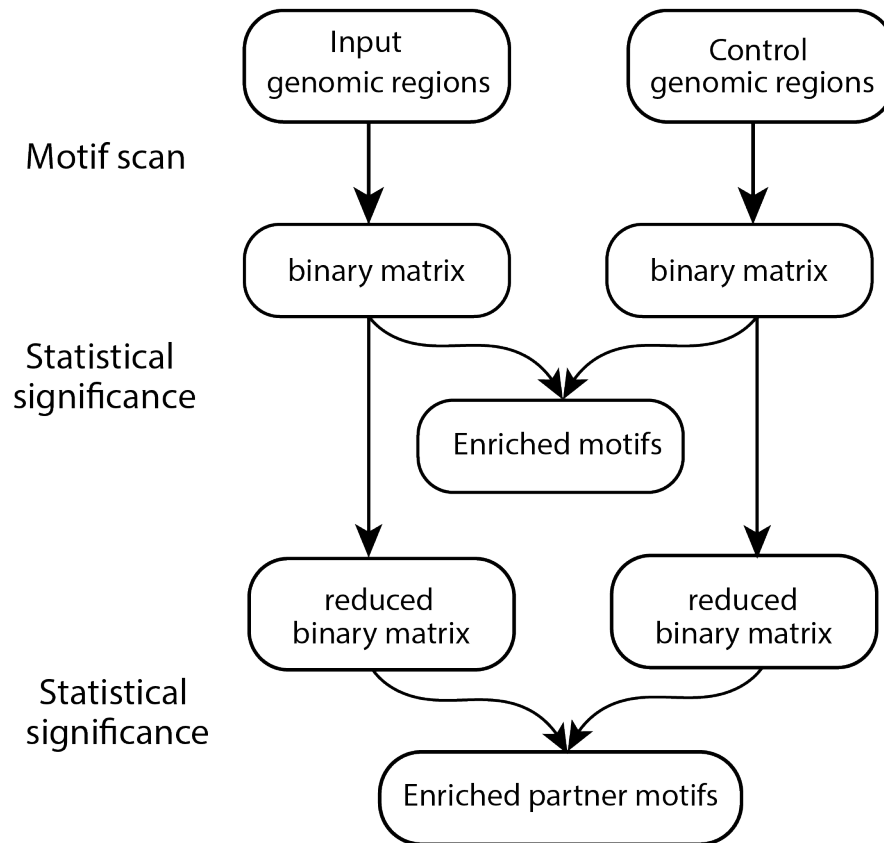 Input
genomic regions
Control
genomic regions
Motif scan
binary matrix
binary matrix
Statistical
significance
Enriched motifs
reduced
binary matrix
reduced
binary matrix
Statistical
significance
Enriched partner motifs